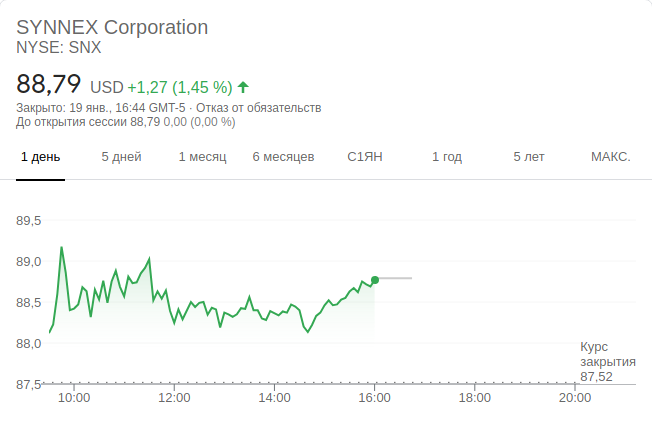 SYNNEX Corporation
NYSE: SNX
88,79 USD +1,27 (1,45 %)
Закрыто: 19 янв., 16:44 GMT-5 · Отказ от обязательств
До открытия сессии 88,79 0,00 (0,00 %)
1 день 5 дней 1 месяц 6 месяцев С1ЯН 1 год 5 лет МАКС.
89,5
89,0
88,5
88,0
Курс
закрытия
87,52
87,5
10:00 12:00 14:00 16:00 18:00 20:00